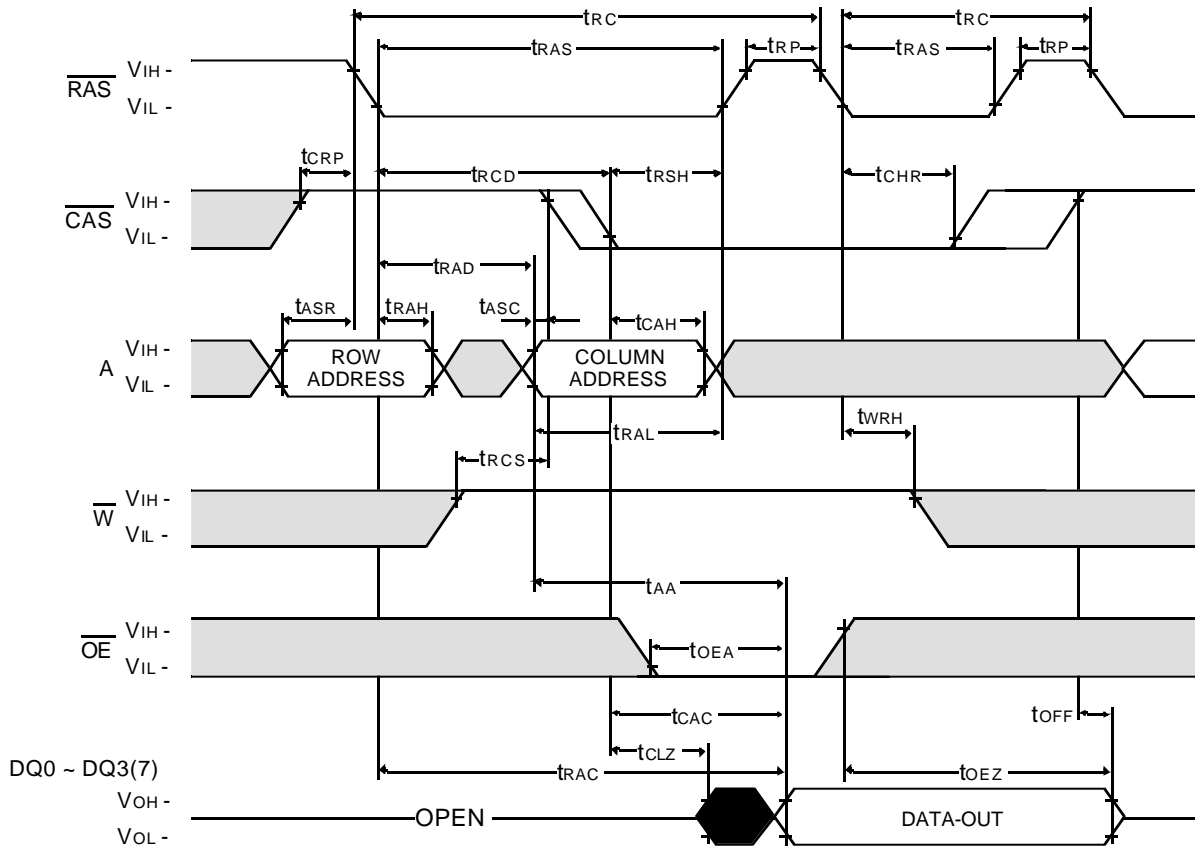 tRC tRC
tRAS tRP tRAS tRP
RAS VIH -
VIL -
tCRP tRCD tRSH tCHR
CAS VIH -
VIL -
tRAD
tASR tRAH tASC tCAH
A VIH -
VIL -
ROW ADDRESS
COLUMN ADDRESS
tWRH
tRAL
tRCS
W VIH -
VIL -
tAA
OE VIH -
VIL -
tOEA
tCAC tOFF
tCLZ
DQ0 ~ DQ3(7) tRAC tOEZ
VOH -
VOL -
OPEN DATA-OUT